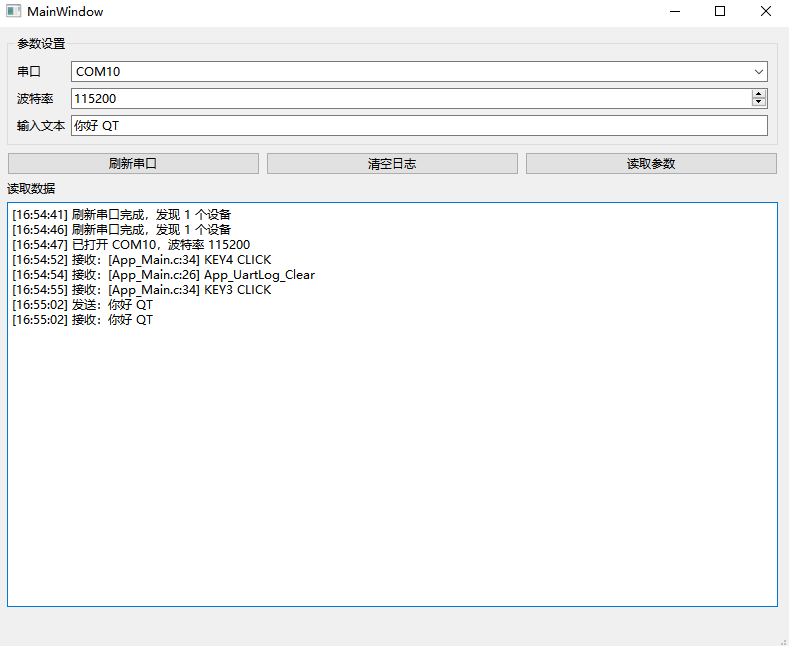 MainWindow
参数设置
串口 COM10
波特率 115200
输入文本 你好 QT
刷新串口 清空日志 读取参数
读取数据
[16:54:41] 刷新串口完成，发现 1 个设备
[16:54:46] 刷新串口完成，发现 1 个设备
[16:54:47] 已打开 COM10，波特率 115200
[16:54:52] 接收：[App_Main.c:34] KEY4 CLICK
[16:54:54] 接收：[App_Main.c:26] App_UartLog_Clear
[16:54:55] 接收：[App_Main.c:34] KEY3 CLICK
[16:55:02] 发送：你好 QT
[16:55:02] 接收：你好 QT